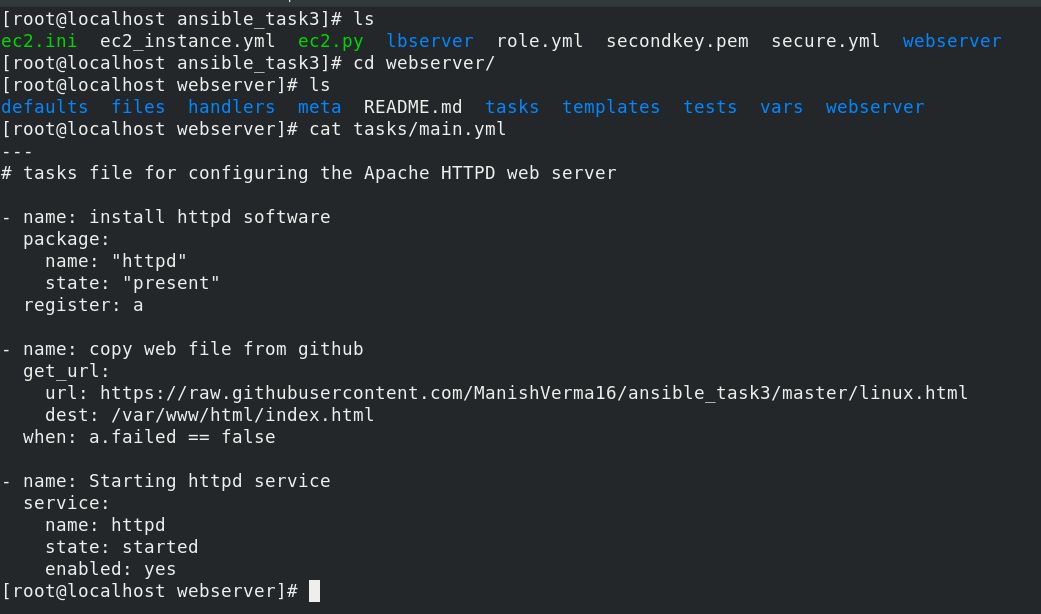 [root@localhost ansible_task3]# ls
ec2.ini  ec2_instance.yml  ec2.py  lbserver  role.yml  secondkey.pem  secure.yml  webserver
[root@localhost ansible_task3]# cd webserver/
[root@localhost webserver]# ls
defaults  files  handlers  meta  README.md  tasks  templates  tests  vars  webserver
[root@localhost webserver]# cat tasks/main.yml
---
# tasks file for configuring the Apache HTTPD web server

- name: install httpd software
  package:
    name: "httpd"
    state: "present"
  register: a

- name: copy web file from github
  get_url:
    url: https://raw.githubusercontent.com/ManishVerma16/ansible_task3/master/linux.html
    dest: /var/www/html/index.html
  when: a.failed == false

- name: Starting httpd service
  service:
    name: httpd
    state: started
    enabled: yes
[root@localhost webserver]#